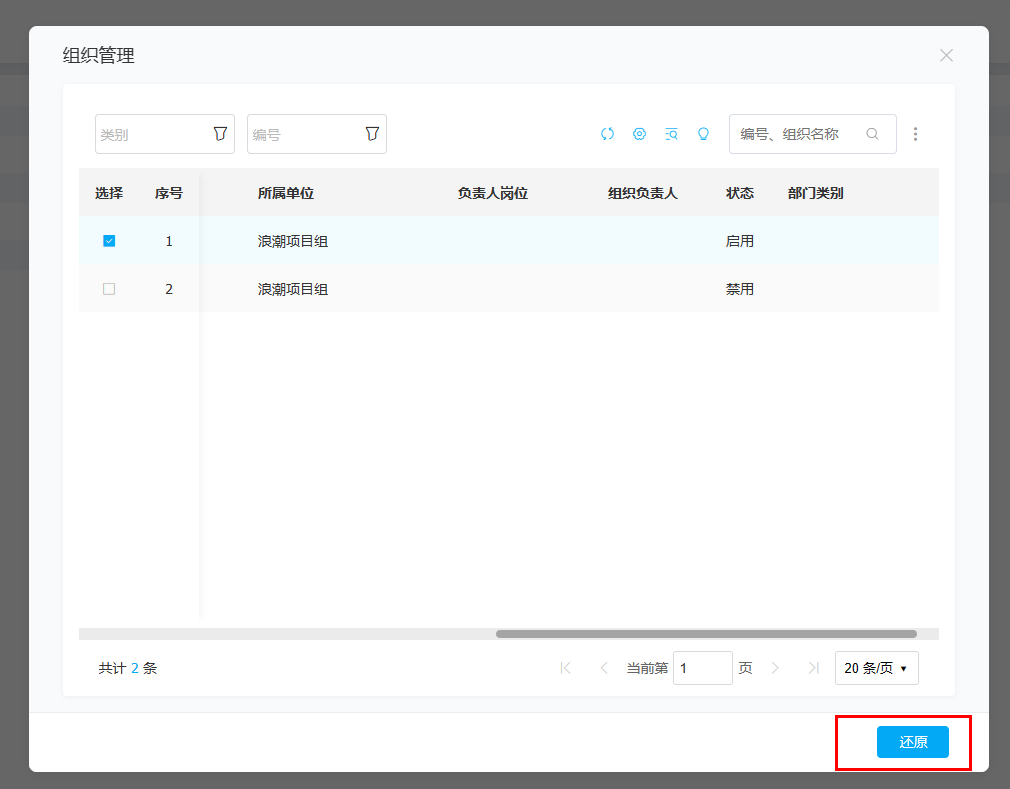 组织管理
类别 编号 编号、组织名称
选择 序号 所属单位 负责人岗位 组织负责人 状态 部门类别
1 浪潮项目组 启用
2 浪潮项目组 禁用
共计 2 条 当前第 1 页 20 条/页
还原